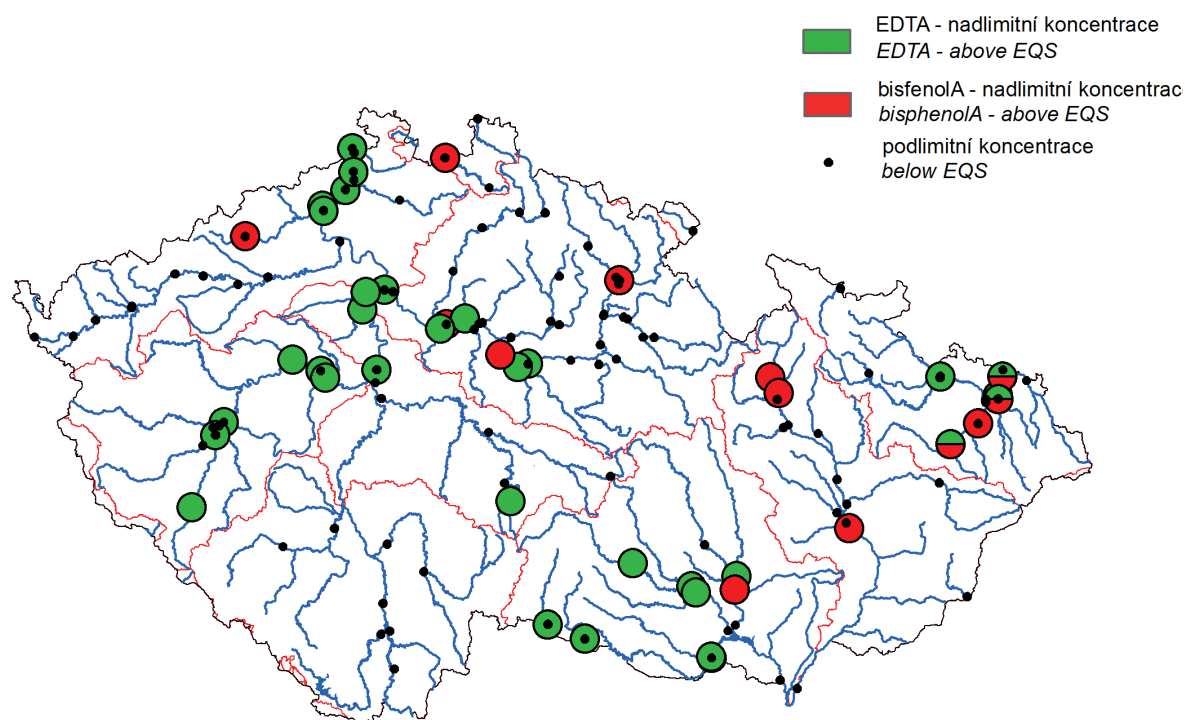 EDTA - nadlimitní koncentrace
EDTA - above EQS
bisfenolA - nadlimitní koncentrac
bisphenolA - above EQS
podlimitní koncentrace
below EQS